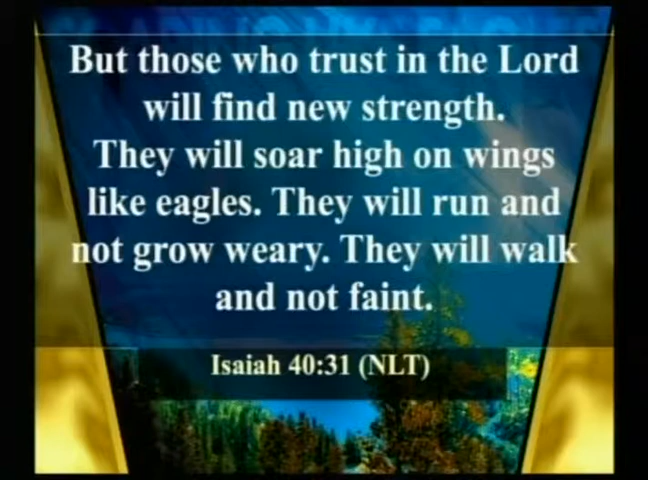 But those who trust in the Lord
will find new strength.
They will soar high on wings
like eagles. They will run and
not grow weary. They will walk
and not faint.
Isaiah 40:31 (NLT)